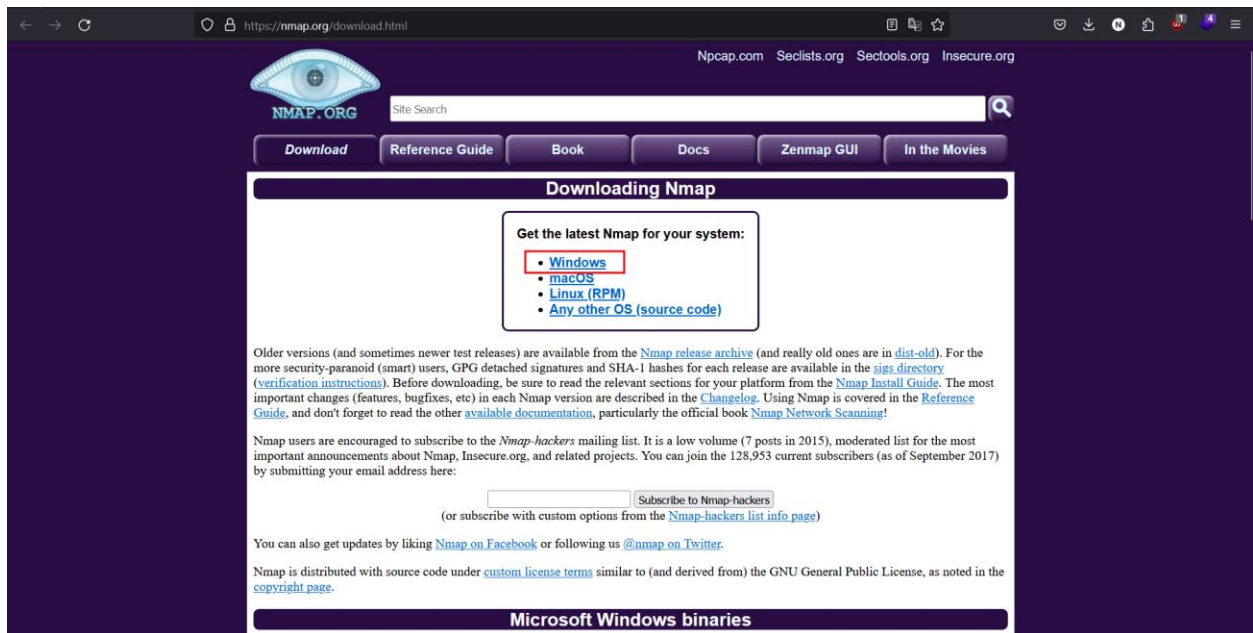 https://nmap.org/download.html
Npcap.com Seclists.org Sectools.org Insecure.org
NMAP.ORG
Site Search
Download Reference Guide Book Docs Zenmap GUI In the Movies
Downloading Nmap
Get the latest Nmap for your system:
• Windows
• macOS
• Linux (RPM)
• Any other OS (source code)
Older versions (and sometimes newer test releases) are available from the Nmap release archive (and really old ones are in dist-old). For the
more security-paranoid (smart) users, GPG detached signatures and SHA-1 hashes for each release are available in the sigs directory
(verification instructions). Before downloading, be sure to read the relevant sections for your platform from the Nmap Install Guide. The most
important changes (features, bugfixes, etc) in each Nmap version are described in the Changelog. Using Nmap is covered in the Reference
Guide, and don't forget to read the other available documentation, particularly the official book Nmap Network Scanning!
Nmap users are encouraged to subscribe to the Nmap-hackers mailing list. It is a low volume (7 posts in 2015), moderated list for the most
important announcements about Nmap, Insecure.org, and related projects. You can join the 128,953 current subscribers (as of September 2017)
by submitting your email address here:
Subscribe to Nmap-hackers
(or subscribe with custom options from the Nmap-hackers list info page)
You can also get updates by liking Nmap on Facebook or following us @nmap on Twitter.
Nmap is distributed with source code under custom license terms similar to (and derived from) the GNU General Public License, as noted in the
copyright page.
Microsoft Windows binaries